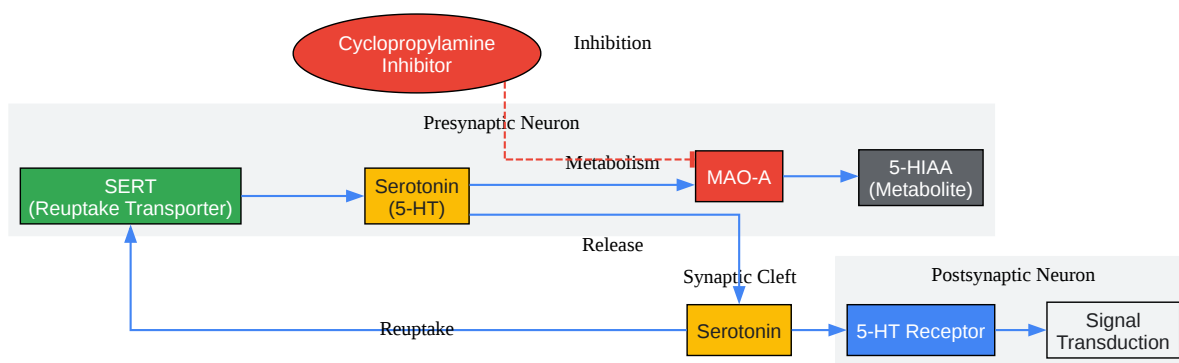 Cyclopropylamine
Inhibitor
Inhibition
Presynaptic Neuron
Metabolism
SERT
(Reuptake Transporter)
Serotonin
(5-HT)
MAO-A
5-HIAA
(Metabolite)
Release
Synaptic Cleft
Postsynaptic Neuron
Reuptake
Serotonin
5-HT Receptor
Signal
Transduction